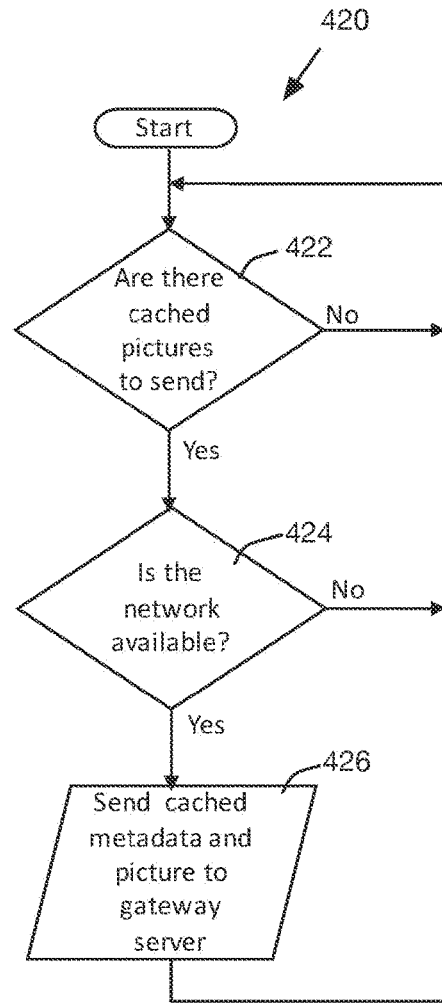 420
Start
422
Are there
cached
pictures
to send?
No
Yes
424
Is the
network
available?
No
Yes
426
Send cached
metadata and
picture to
gateway
server